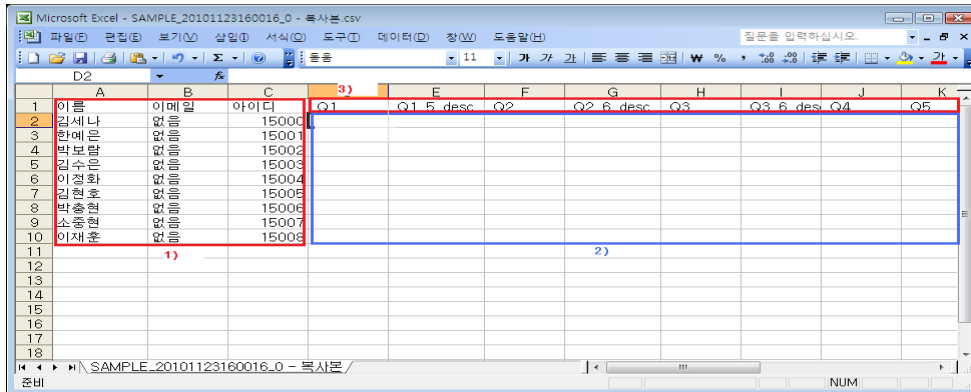 Microsoft Excel - SAMPLE_20101123160016_0 - 복사본.csv
파일(F) 편집(E) 보기(V) 삽입(I) 서식(O) 도구(T) 데이터(D) 창(W) 도움말(H) 질문을 입력하십시오.
돋움 11 가 가 가
D2 fx
A B C 3) E F G H I J K
1 이름 이메일 아이디 Q1 Q1_5_desc Q2 Q2_6_desc Q3 Q3_6_des Q4 Q5
2 김세나 없음 15000
3 한예은 없음 15001
4 박보람 없음 15002
5 김수은 없음 15003
6 이정화 없음 15004
7 김현호 없음 15005
8 박충현 없음 15006
9 소중현 없음 15007
10 이재훈 없음 15008
11 1) 2)
12
13
14
15
16
17
18
SAMPLE_20101123160016_0 - 복사본
준비 NUM